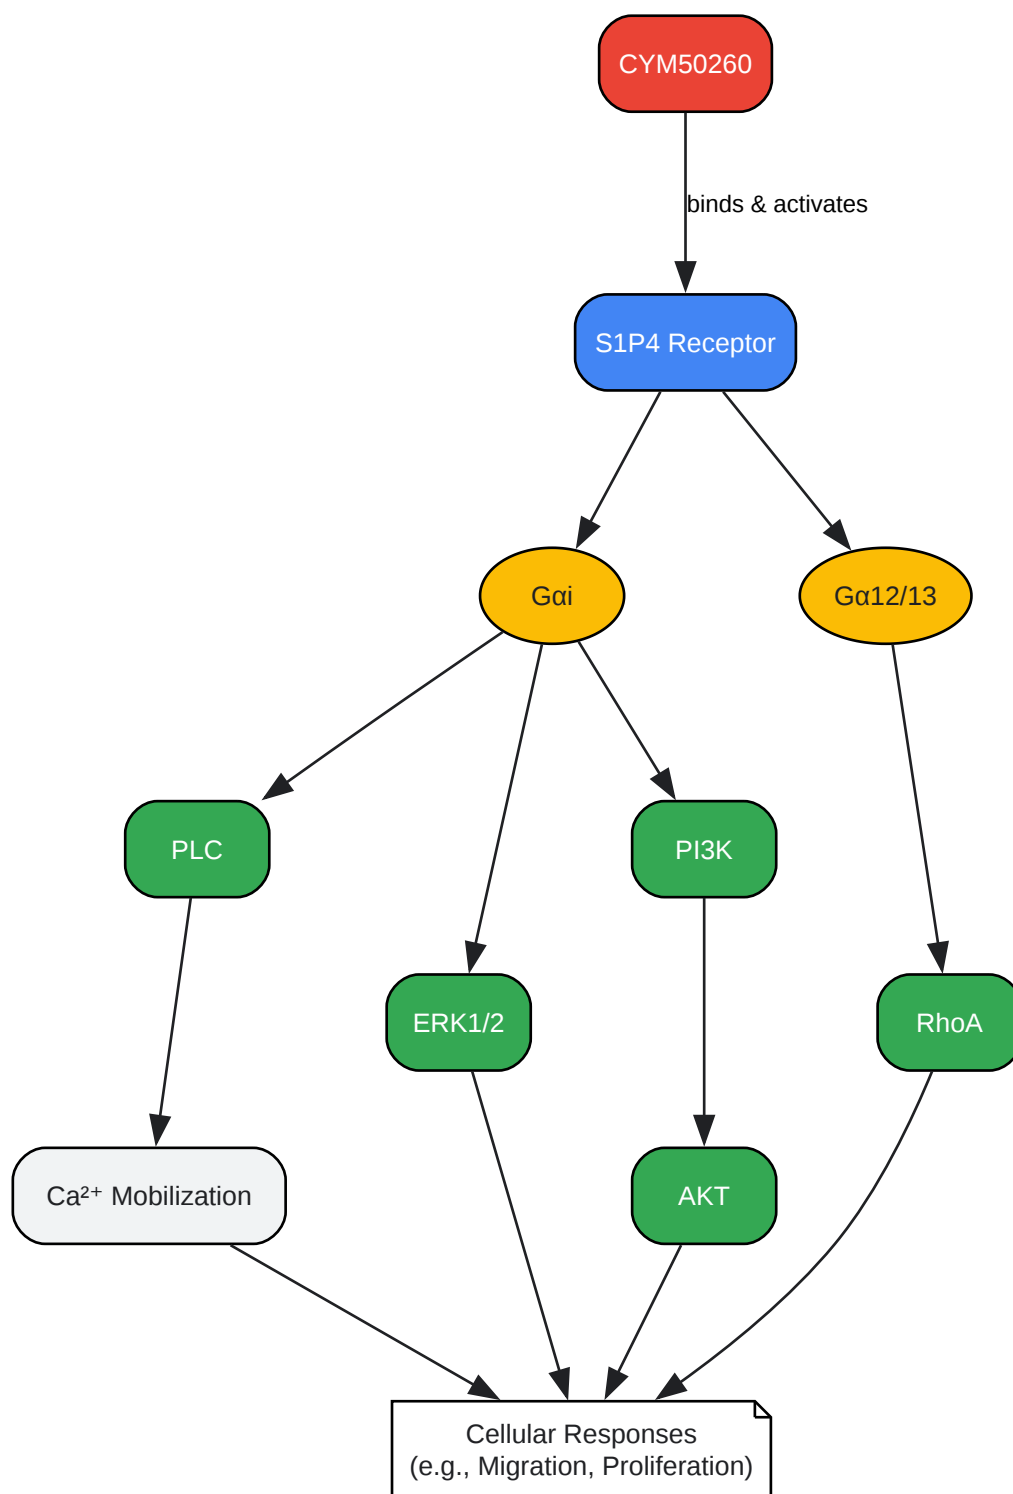 CYM50260
binds & activates
S1P4 Receptor
Gαi
Gα12/13
PLC
PI3K
ERK1/2
RhoA
Ca²⁺ Mobilization
AKT
Cellular Responses
(e.g., Migration, Proliferation)